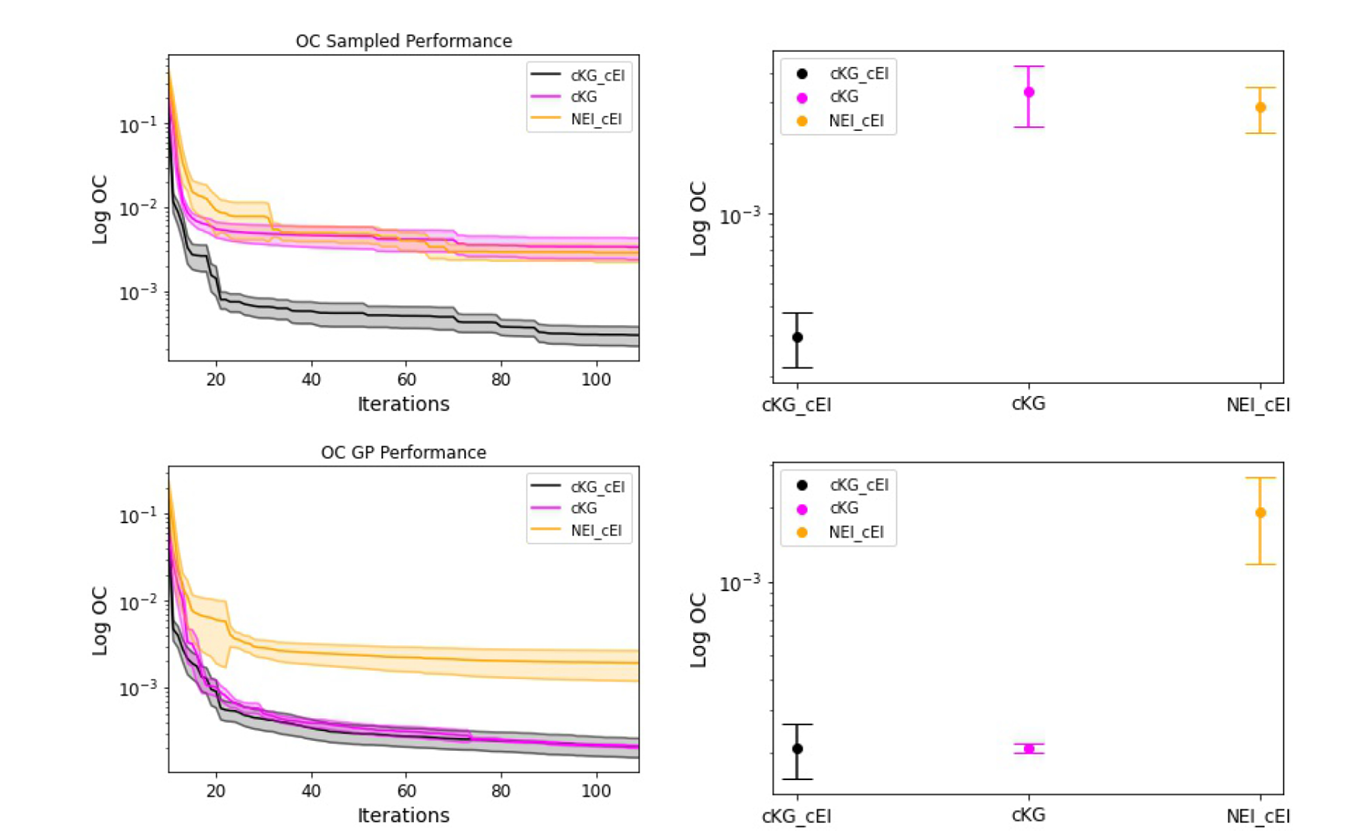 OC Sampled Performance
cKG_cEI
cKG
NEI_cEI
10⁻¹
10⁻²
10⁻³
Log OC
20 40 60 80 100
Iterations
cKG_cEI
cKG
NEI_cEI
10⁻³
Log OC
cKG_cEI cKG NEI_cEI
OC GP Performance
cKG_cEI
cKG
NEI_cEI
10⁻¹
10⁻²
10⁻³
Log OC
20 40 60 80 100
Iterations
cKG_cEI
cKG
NEI_cEI
10⁻³
Log OC
cKG_cEI cKG NEI_cEI